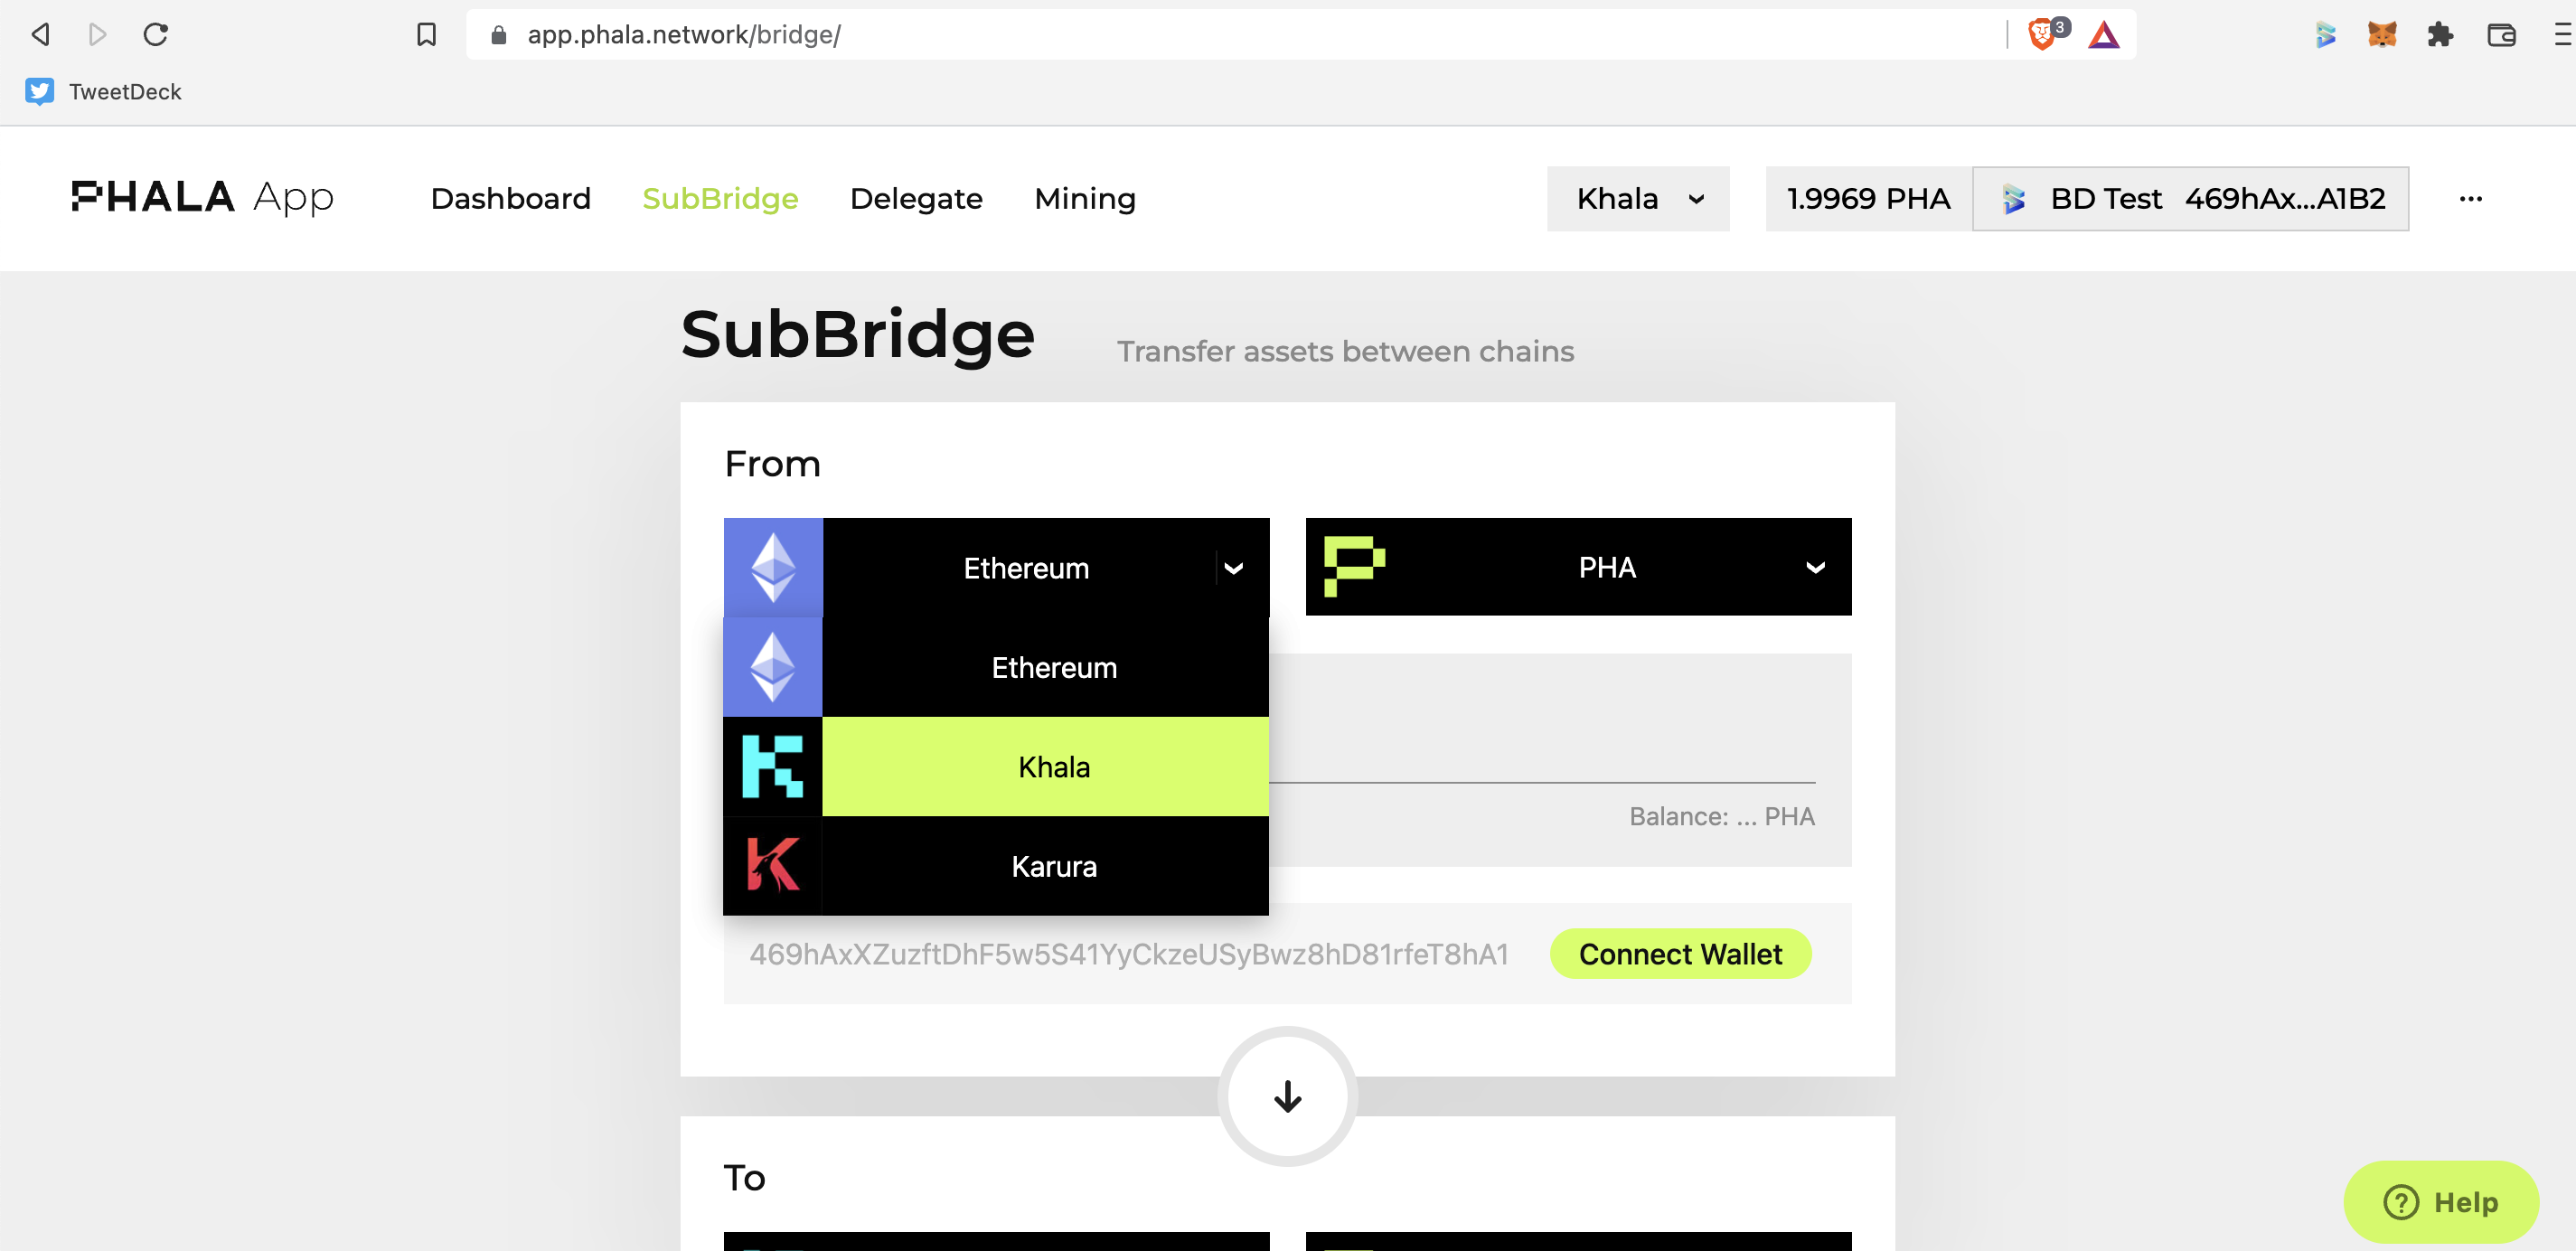 app.phala.network/bridge/
3
TweetDeck
PHALA App
Dashboard
SubBridge
Delegate
Mining
Khala
1.9969 PHA
BD Test 469hAx...A1B2
SubBridge
Transfer assets between chains
From
Ethereum
PHA
Ethereum
Khala
Karura
Balance: ... PHA
469hAxXZuzftDhF5w5S41YyCkzeUSyBwz8hD81rfeT8hA1
Connect Wallet
To
? Help